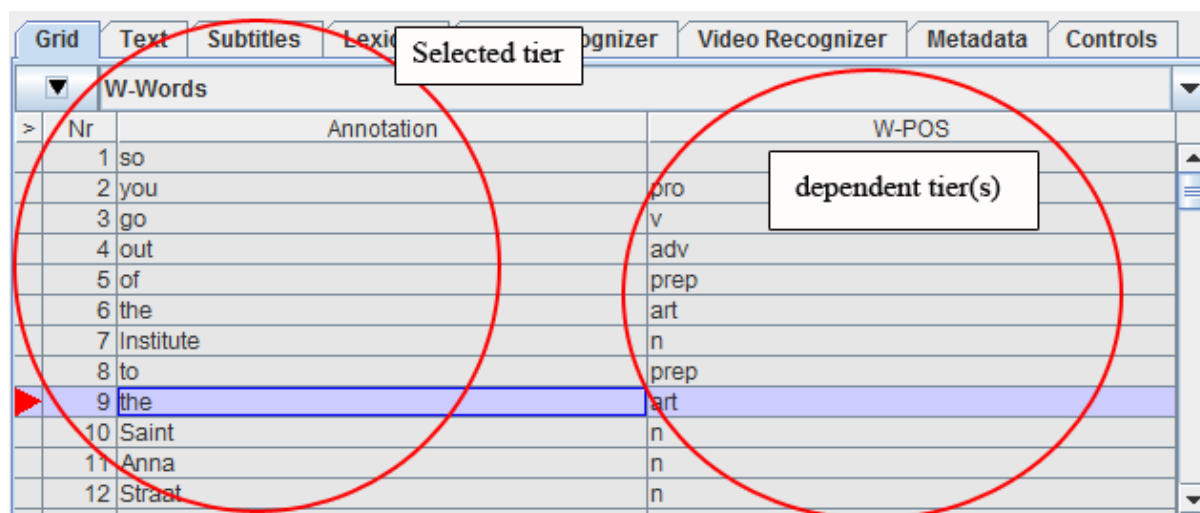 Grid Text Subtitles Selected tier ognizer Video Recognizer Metadata Controls
W-Words
> Nr Annotation W-POS
1 so
2 you pro dependent tier(s)
3 go v
4 out adv
5 of prep
6 the art
7 Institute n
8 to prep
9 the art
10 Saint n
11 Anna n
12 Straat n